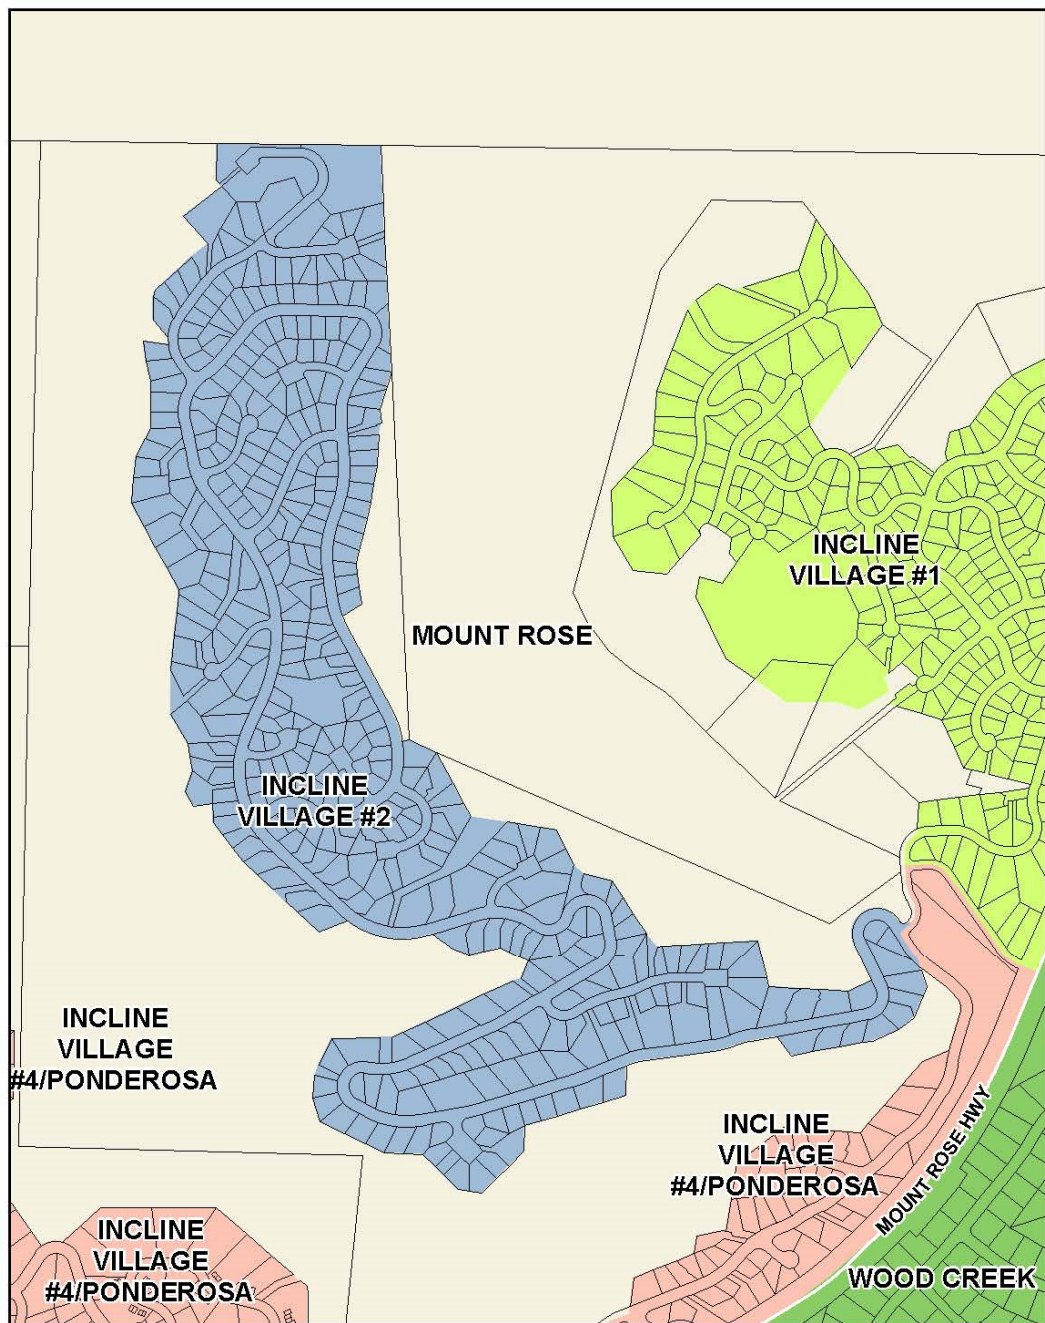 INCLINE
VILLAGE #1
MOUNT ROSE
INCLINE
VILLAGE #2
INCLINE
VILLAGE
#4/PONDEROSA
INCLINE
VILLAGE
#4/PONDEROSA
MOUNT ROSE HWY
INCLINE
VILLAGE
#4/PONDEROSA
WOOD CREEK